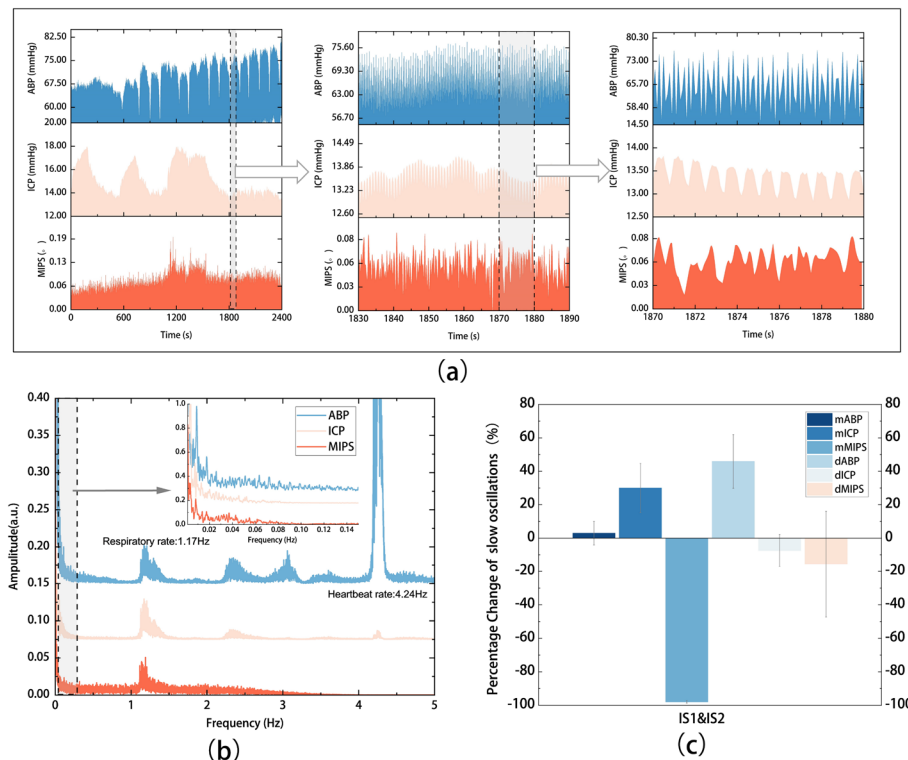 82.50
75.00
67.50
60.00
20.00
ABP (mmHg)
18.00
16.00
14.00
12.00
ICP (mmHg)
0.19
0.13
0.06
0.00
MIPS (。)
0 600 1200 1800 2400
Time (s)
75.60
69.30
63.00
56.70
ABP (mmHg)
14.49
13.86
13.23
12.60
ICP (mmHg)
0.08
0.06
0.03
0.00
MIPS (。)
1830 1840 1850 1860 1870 1880 1890
Time (s)
80.30
73.00
65.70
58.40
14.50
ABP (mmHg)
14.00
13.50
13.00
12.50
ICP (mmHg)
0.08
0.06
0.03
0.00
MIPS (。)
1870 1872 1874 1876 1878 1880
Time (s)
(a)
0.40
0.35
0.30
0.25
0.20
0.15
0.10
0.05
0.00
Ampulitude(a.u.)
1.0
0.8
0.6
0.4
0.2
0.0
ABP
ICP
MIPS
0.02 0.04 0.06 0.08 0.10 0.12 0.14
Frequency (Hz)
Respiratory rate:1.17Hz
Heartbeat rate:4.24Hz
0 1 2 3 4 5
Frequency (Hz)
(b)
Percentage Change of slow oscillations (%)
80 80
60 60
40 40
20 20
0 0
-20 -20
-40 -40
-60 -60
-80 -80
-100 -100
mABP
mICP
mMIPS
dABP
dICP
dMIPS
IS1&IS2
(c)